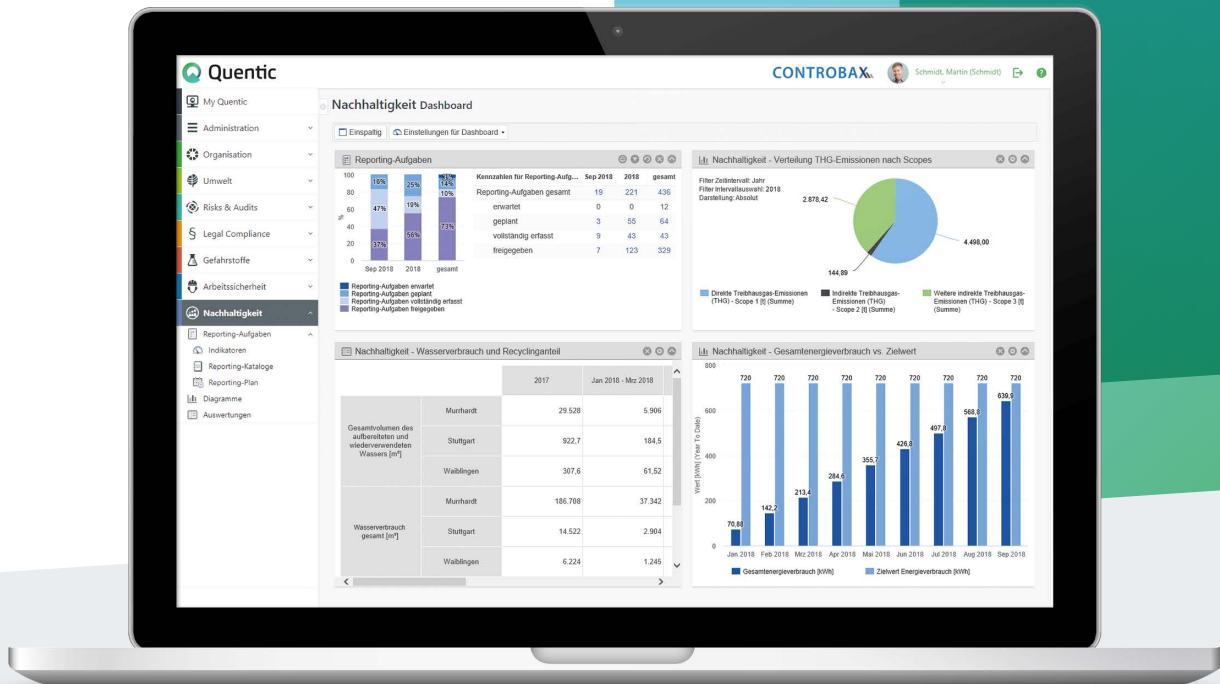 Quentic
CONTROBAX
Schmidt, Martin (Schmidt)
?
My Quentic
Administration
Organisation
Umwelt
Risks & Audits
§ Legal Compliance
Gefahrstoffe
Arbeitssicherheit
Nachhaltigkeit
Reporting-Aufgaben
Indikatoren
Reporting-Kataloge
Reporting-Plan
Diagramme
Auswertungen
Nachhaltigkeit Dashboard
Einspaltig
Einstellungen für Dashboard
Reporting-Aufgaben
100
80
60
40
20
0
%
16%
47%
37%
25%
19%
56%
14%
10%
73%
Sep 2018 2018 gesamt
Reporting-Aufgaben erwartet
Reporting-Aufgaben geplant
Reporting-Aufgaben vollständig erfasst
Reporting-Aufgaben freigegeben
Kennzahlen für Reporting-Aufg... Sep 2018 2018 gesamt
Reporting-Aufgaben gesamt 19 221 436
erwartet 0 0 12
geplant 3 55 64
vollständig erfasst 9 43 43
freigegeben 7 123 329
Nachhaltigkeit - Verteilung THG-Emissionen nach Scopes
Filter Zeitintervall: Jahr
Filter Intervallauswahl: 2018
Darstellung: Absolut
2.878,42
4.498,00
144,89
Direkte Treibhausgas-Emissionen
(THG) - Scope 1 [t] (Summe)
Indirekte Treibhausgas-
Emissionen (THG)
- Scope 2 [t] (Summe)
Weitere indirekte Treibhausgas-
Emissionen (THG) - Scope 3 [t]
(Summe)
Nachhaltigkeit - Wasserverbrauch und Recyclinganteil
2017 Jan 2018 - Mrz 2018
Gesamtvolumen des
aufbereiteten und
wiederverwendeten
Wassers [m³]
Murrhardt 29.528 5.906
Stuttgart 922,7 184,5
Waiblingen 307,6 61,52
Wasserverbrauch
gesamt [m³]
Murrhardt 186.708 37.342
Stuttgart 14.522 2.904
Waiblingen 6.224 1.245
Nachhaltigkeit - Gesamtenergieverbrauch vs. Zielwert
Wert [kWh] (Year To Date)
800
600
400
200
0
720 720 720 720 720 720 720 720 720
70,88
142,2
213,4
284,6
355,7
426,8
497,8
568,8
639,9
Jan 2018 Feb 2018 Mrz 2018 Apr 2018 Mai 2018 Jun 2018 Jul 2018 Aug 2018 Sep 2018
Gesamtenergieverbrauch [kWh]
Zielwert Energieverbrauch [kWh]